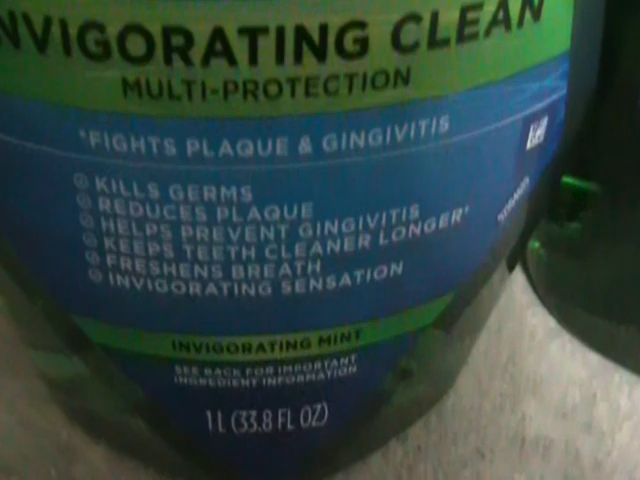 INVIGORATING CLEAN
MULTI-PROTECTION
*FIGHTS PLAQUE & GINGIVITIS
KILLS GERMS
REDUCES PLAQUE
HELPS PREVENT GINGIVITIS
KEEPS TEETH CLEANER LONGER*
FRESHENS BREATH
INVIGORATING SENSATION
INVIGORATING MINT
SEE BACK FOR IMPORTANT
INGREDIENT INFORMATION
1 L (33.8 FL OZ)